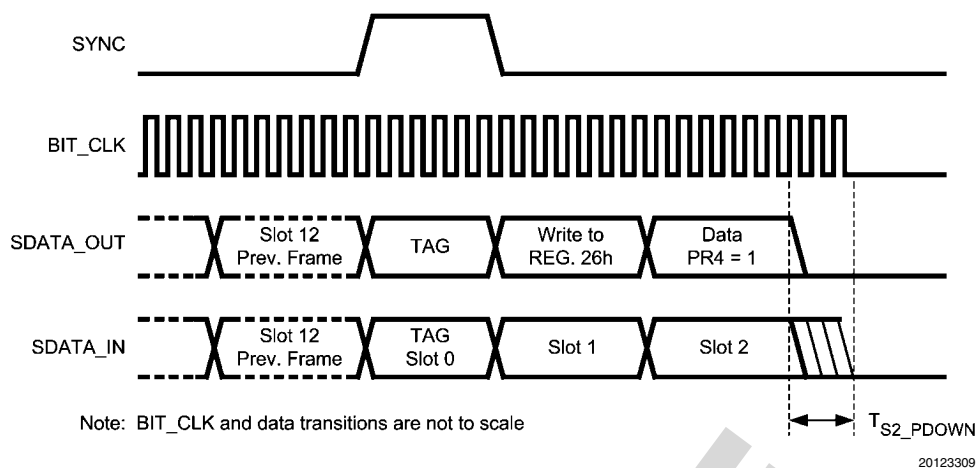 SYNC
BIT_CLK
SDATA_OUT
Slot 12
Prev. Frame
TAG
Write to
REG. 26h
Data
PR4 = 1
SDATA_IN
Slot 12
Prev. Frame
TAG
Slot 0
Slot 1
Slot 2
Note: BIT_CLK and data transitions are not to scale
TS2_PDOWN
20123309